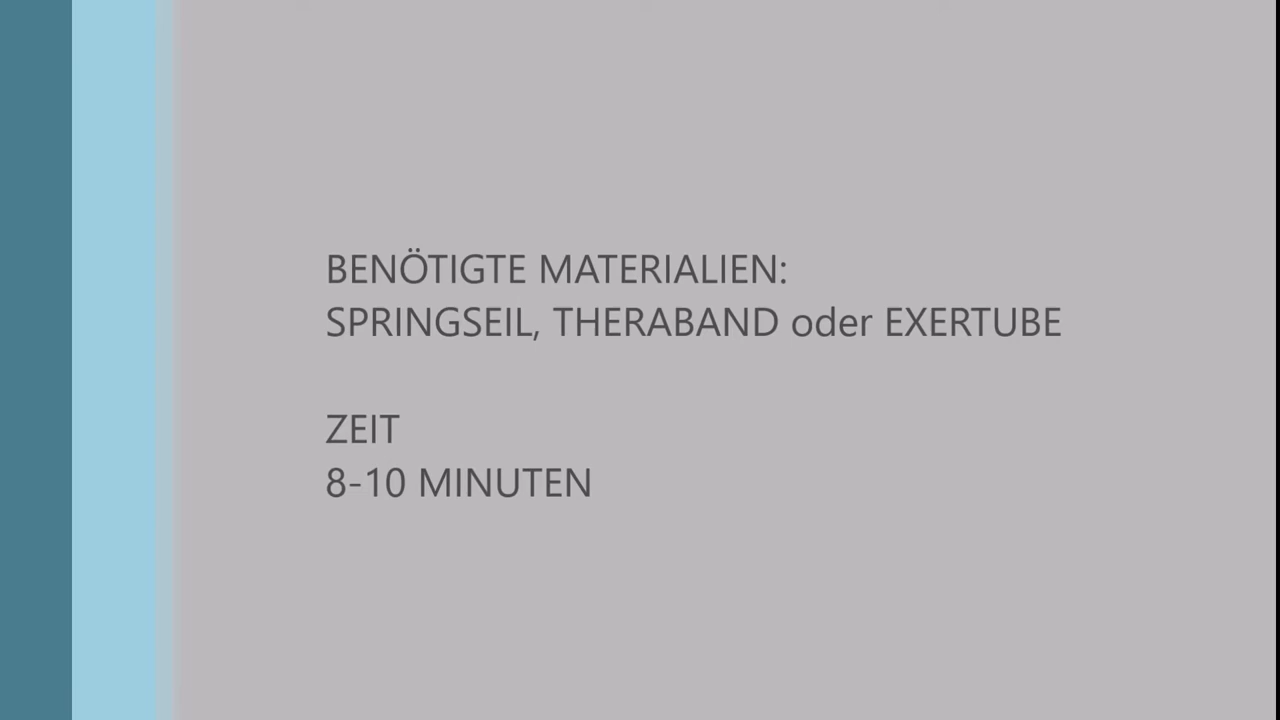 BENÖTIGTE MATERIALIEN:
SPRINGSEIL, THERABAND oder EXERTUBE
ZEIT
8-10 MINUTEN